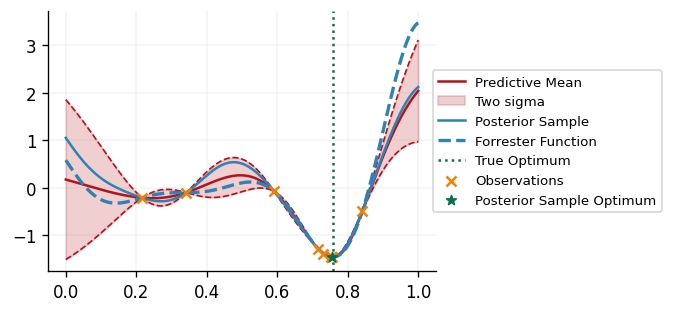 3
2
1
0
−1
0.0 0.2 0.4 0.6 0.8 1.0
Predictive Mean
Two sigma
Posterior Sample
Forrester Function
True Optimum
Observations
Posterior Sample Optimum